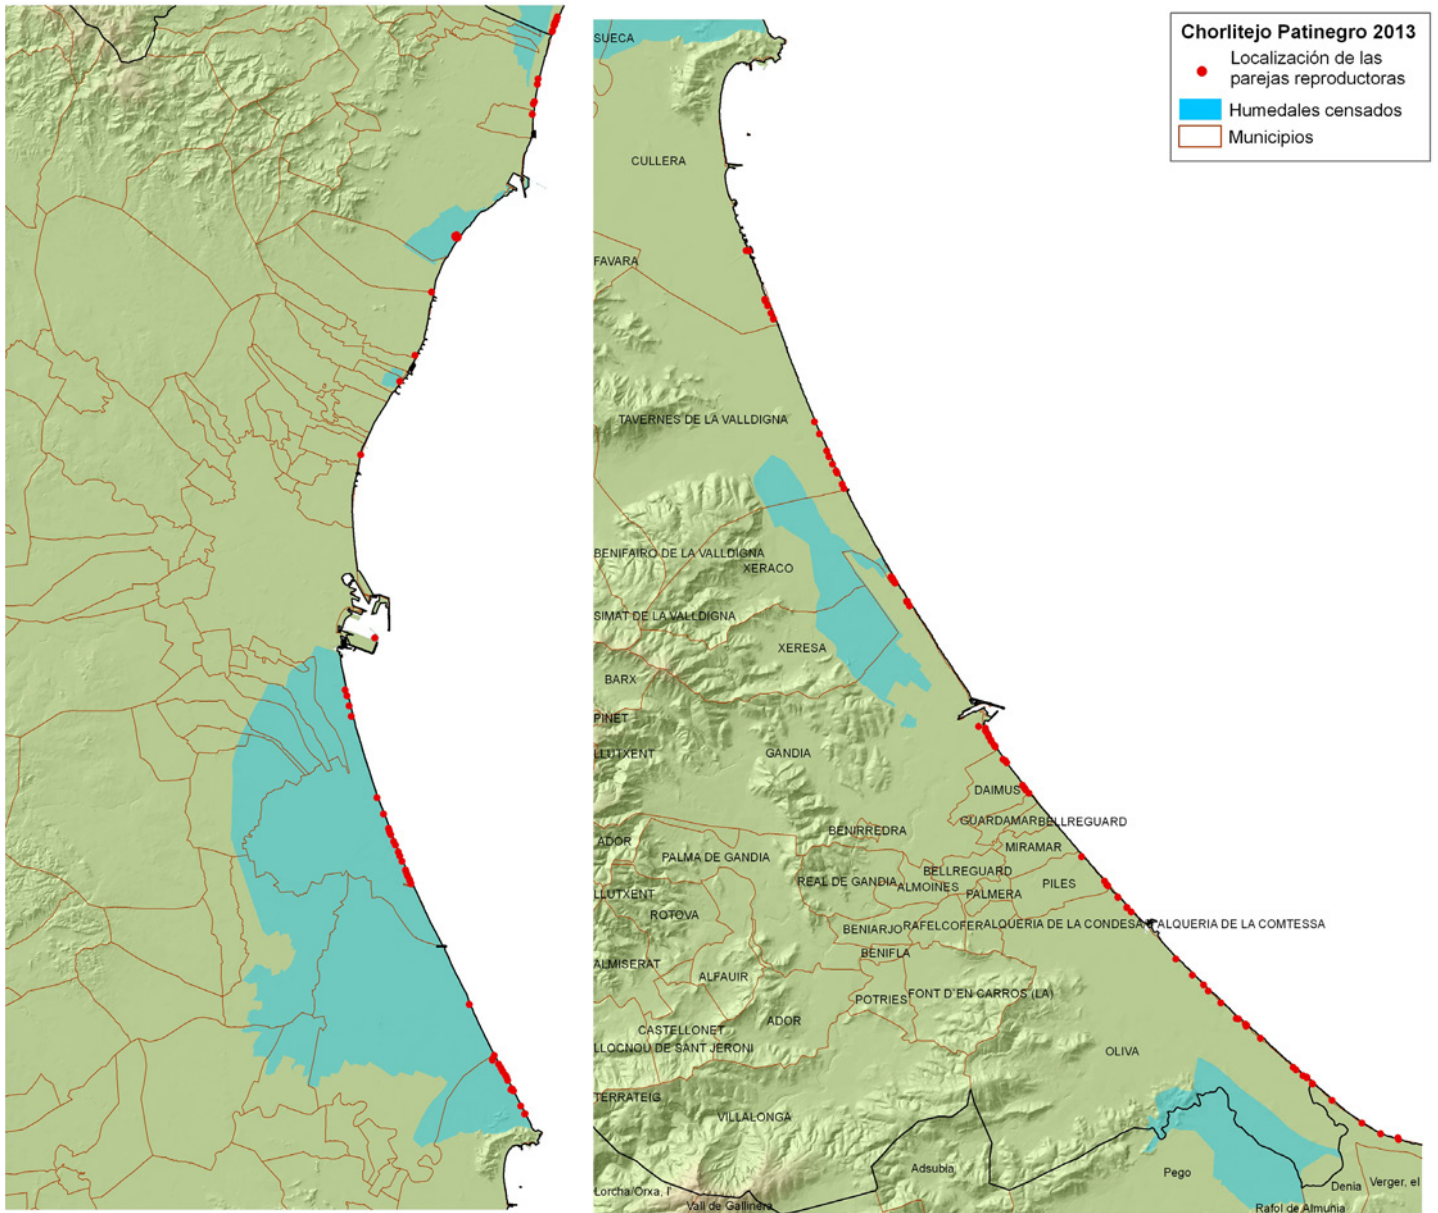 Chorlitejo Patinegro 2013
Localización de las
parejas reproductoras
Humedales censados
Municipios
SUECA
CULLERA
FAVARA
TAVERNES DE LA VALLDIGNA
BENIFAIRO DE LA VALLDIGNA
XERACO
SIMAT DE LA VALLDIGNA
XERESA
BARX
PINET
LLUTXENT
GANDIA
DAIMUS
GUARDAMAR
BELLREGUARD
BENIRREDRA
ADOR
MIRAMAR
PALMA DE GANDIA
BELLREGUARD
REAL DE GANDIA
ALMOINES
PILES
LLUTXENT
PALMERA
ROTOVA
BENIARJO
RAFELCOFER
ALQUERIA DE LA CONDESA
ALQUERIA DE LA COMTESSA
BENIFLA
ALMISERAT
ALFAUIR
POTRIES
FONT D'EN CARROS (LA)
ADOR
CASTELLONET
LLOCNOU DE SANT JERONI
OLIVA
TERRATEIG
VILLALONGA
Adsubia
Pego
Lorcha/Orxa, l'
Vall de Gallinera
Denia
Verger, el
Rafol de Almunia